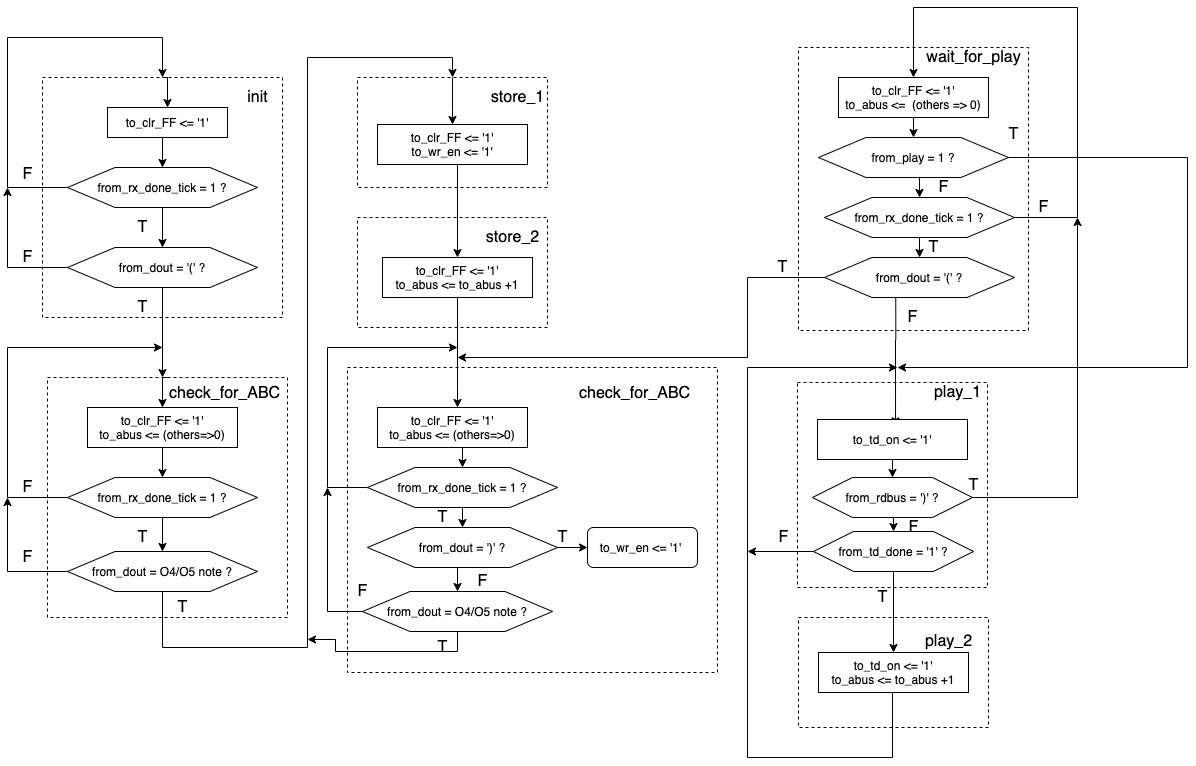 init
to_clr_FF <= '1'
from_rx_done_tick = 1 ?
F
T
from_dout = '(' ?
F
T
check_for_ABC
to_clr_FF <= '1'
to_abus <= (others=>0)
from_rx_done_tick = 1 ?
F
T
from_dout = O4/O5 note ?
F
T
store_1
to_clr_FF <= '1'
to_wr_en <= '1'
store_2
to_clr_FF <= '1'
to_abus <= to_abus +1
check_for_ABC
to_clr_FF <= '1'
to_abus <= (others=>0)
from_rx_done_tick = 1 ?
T
from_dout = ')' ?
T
to_wr_en <= '1'
F
F
from_dout = O4/O5 note ?
T
wait_for_play
to_clr_FF <= '1'
to_abus <= (others => 0)
T
from_play = 1 ?
F
from_rx_done_tick = 1 ?
F
T
from_dout = '(' ?
T
F
play_1
to_td_on <= '1'
from_rdbus = ')' ?
T
F
from_td_done = '1' ?
F
T
play_2
to_td_on <= '1'
to_abus <= to_abus +1